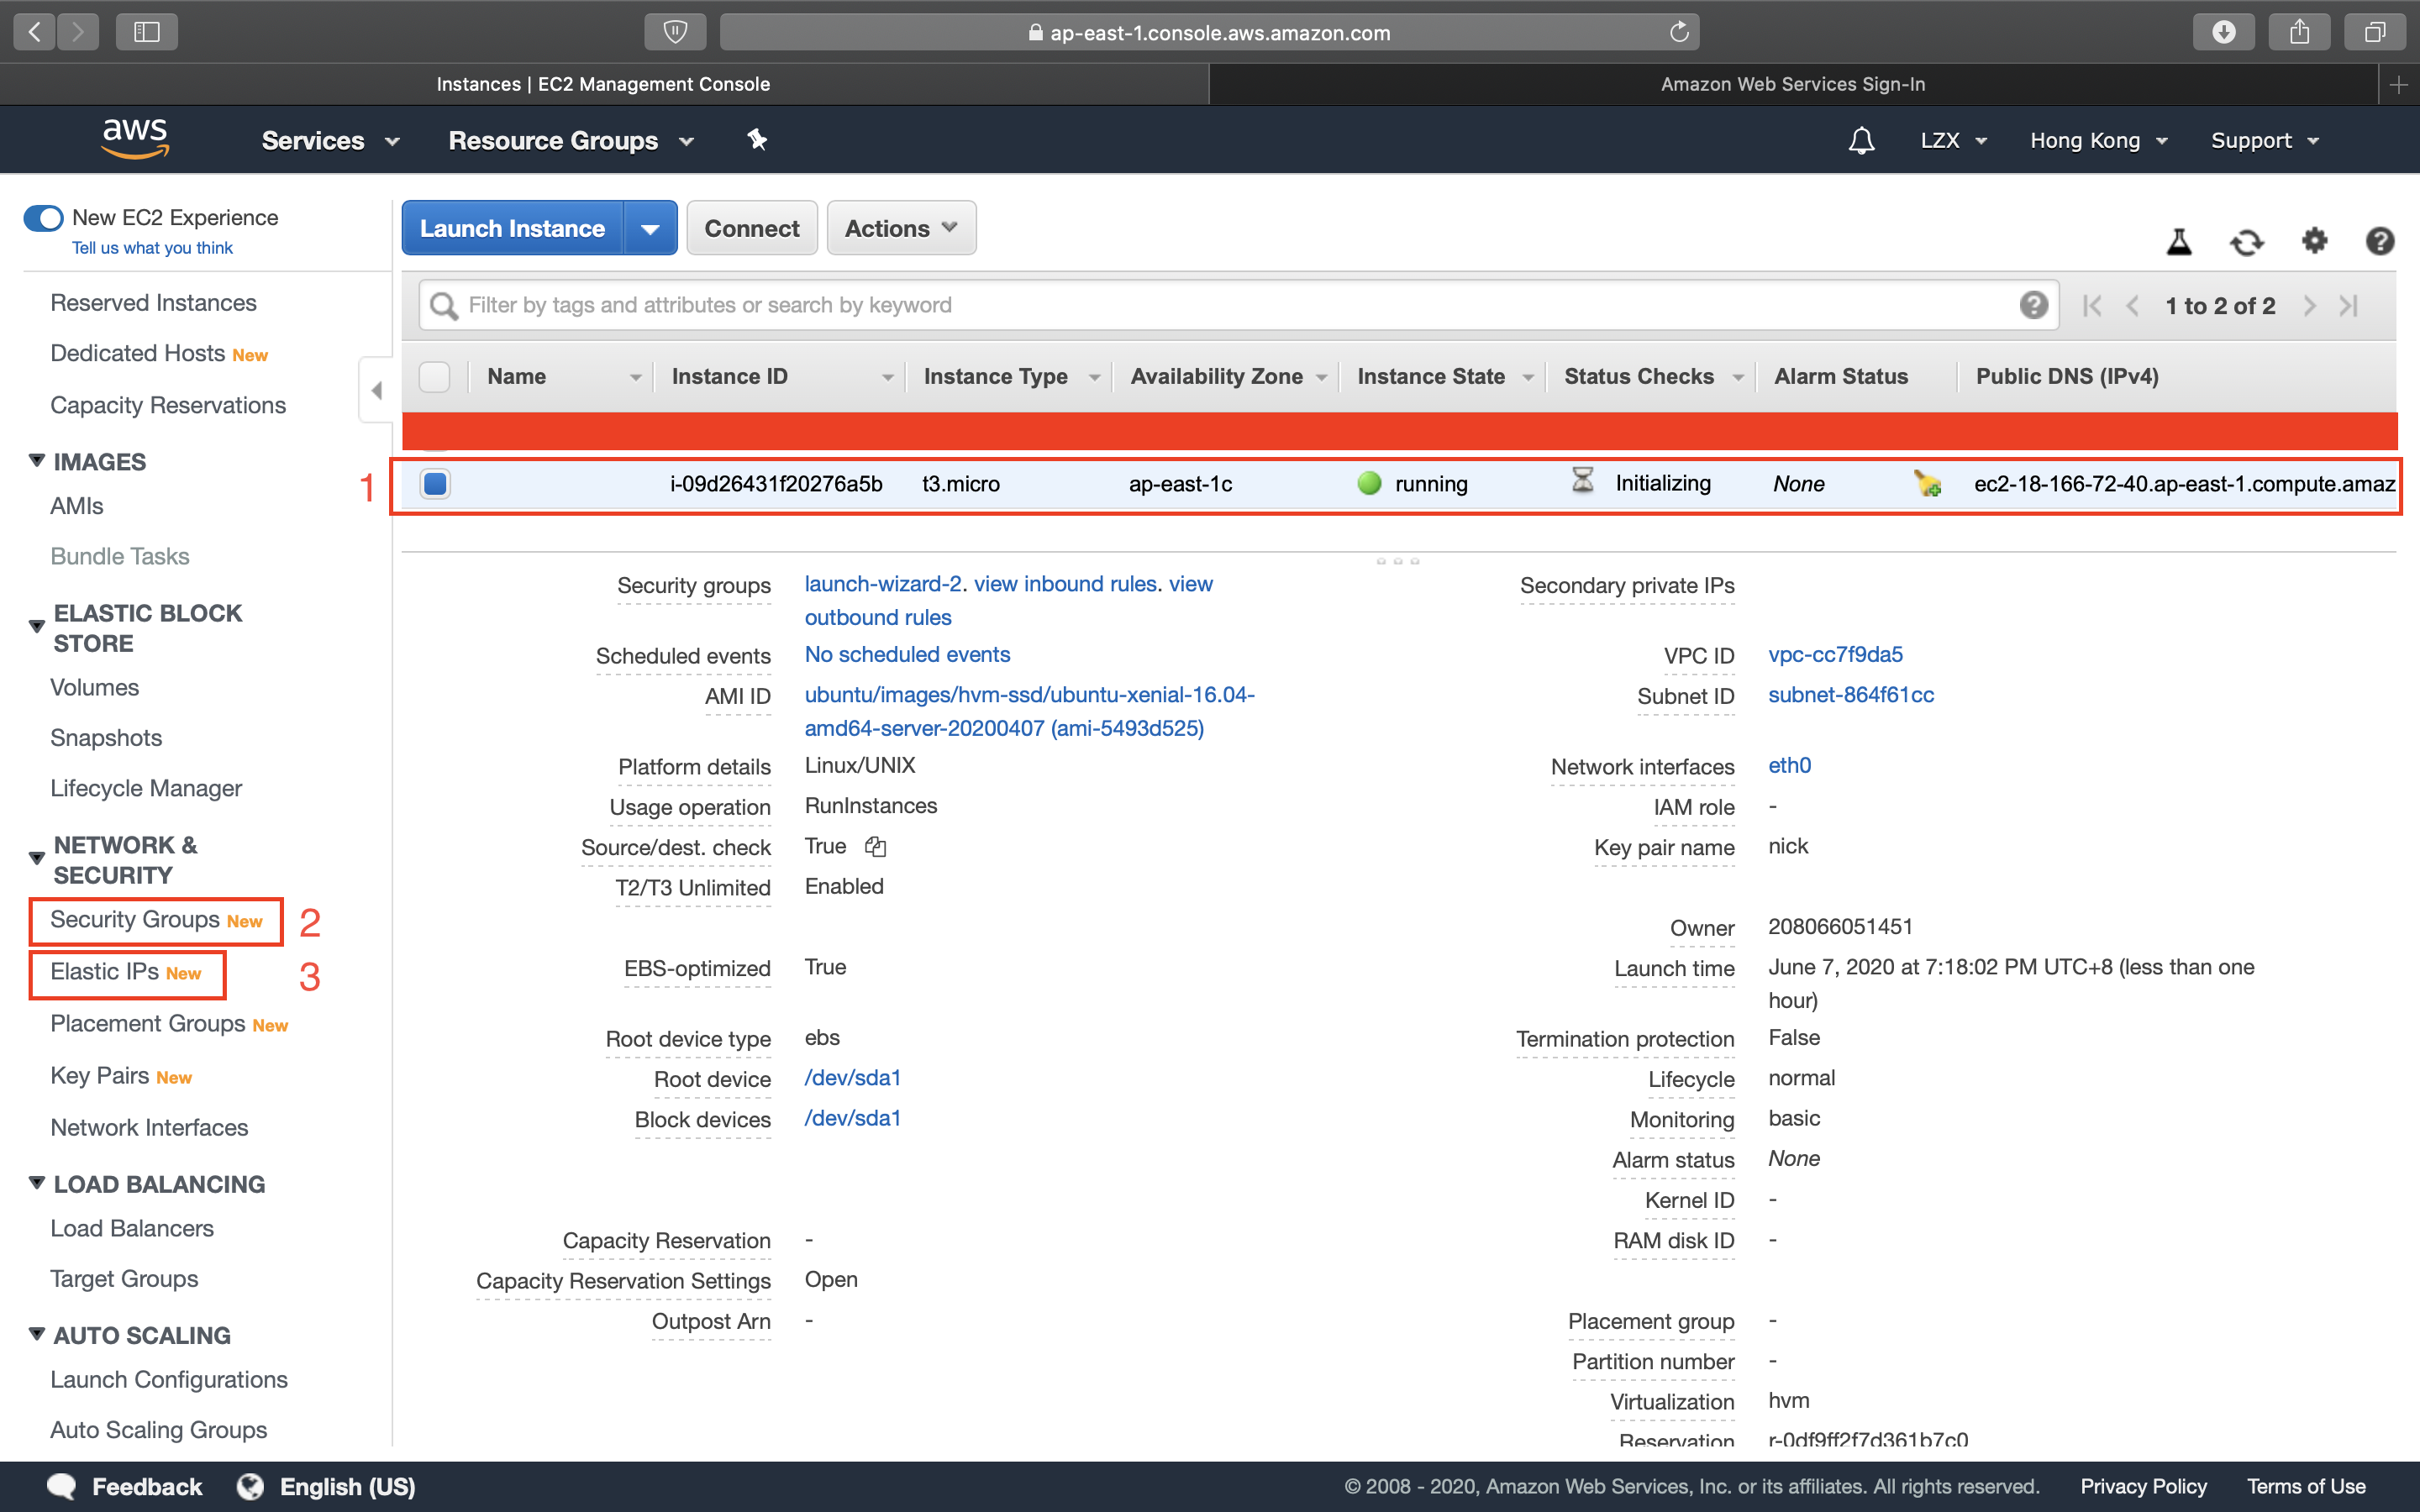 ap-east-1.console.aws.amazon.com
Instances | EC2 Management Console
Amazon Web Services Sign-In
aws
Services
Resource Groups
LZX
Hong Kong
Support
New EC2 Experience
Tell us what you think
Reserved Instances
Dedicated Hosts New
Capacity Reservations
IMAGES
AMIs
Bundle Tasks
ELASTIC BLOCK
STORE
Volumes
Snapshots
Lifecycle Manager
NETWORK &
SECURITY
Security Groups New
2
Elastic IPs New
3
Placement Groups New
Key Pairs New
Network Interfaces
LOAD BALANCING
Load Balancers
Target Groups
AUTO SCALING
Launch Configurations
Auto Scaling Groups
Launch Instance
Connect
Actions
Filter by tags and attributes or search by keyword
1 to 2 of 2
Name
Instance ID
Instance Type
Availability Zone
Instance State
Status Checks
Alarm Status
Public DNS (IPv4)
1
i-09d26431f20276a5b
t3.micro
ap-east-1c
running
Initializing
None
ec2-18-166-72-40.ap-east-1.compute.amaz
Security groups
launch-wizard-2. view inbound rules. view
outbound rules
Scheduled events
No scheduled events
AMI ID
ubuntu/images/hvm-ssd/ubuntu-xenial-16.04-
amd64-server-20200407 (ami-5493d525)
Platform details
Linux/UNIX
Usage operation
RunInstances
Source/dest. check
True
T2/T3 Unlimited
Enabled
EBS-optimized
True
Root device type
ebs
Root device
/dev/sda1
Block devices
/dev/sda1
Capacity Reservation
-
Capacity Reservation Settings
Open
Outpost Arn
-
Secondary private IPs
VPC ID
vpc-cc7f9da5
Subnet ID
subnet-864f61cc
Network interfaces
eth0
IAM role
-
Key pair name
nick
Owner
208066051451
Launch time
June 7, 2020 at 7:18:02 PM UTC+8 (less than one
hour)
Termination protection
False
Lifecycle
normal
Monitoring
basic
Alarm status
None
Kernel ID
-
RAM disk ID
-
Placement group
-
Partition number
-
Virtualization
hvm
Reservation
r-0df9ff2f7d361b7c0
Feedback
English (US)
© 2008 - 2020, Amazon Web Services, Inc. or its affiliates. All rights reserved.
Privacy Policy
Terms of Use